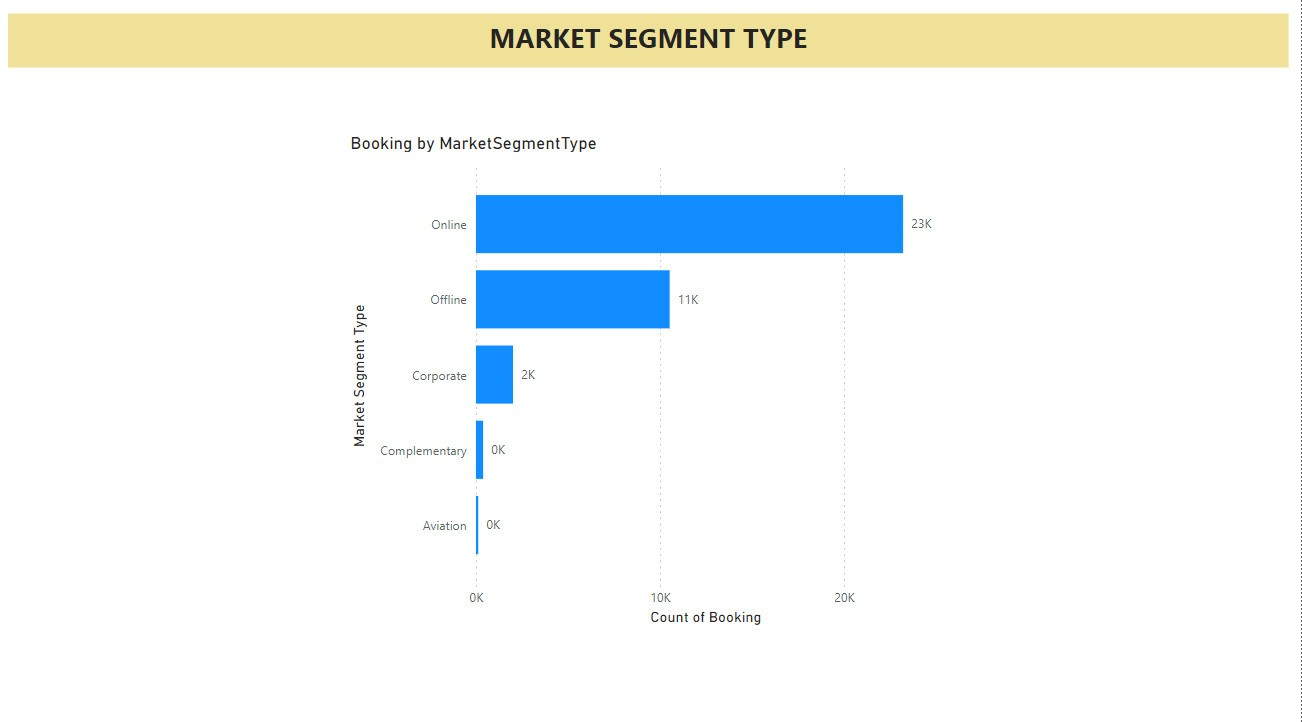 MARKET SEGMENT TYPE
Booking by MarketSegmentType
Market Segment Type
Online 23K
Offline 11K
Corporate 2K
Complementary 0K
Aviation 0K
0K 10K 20K
Count of Booking